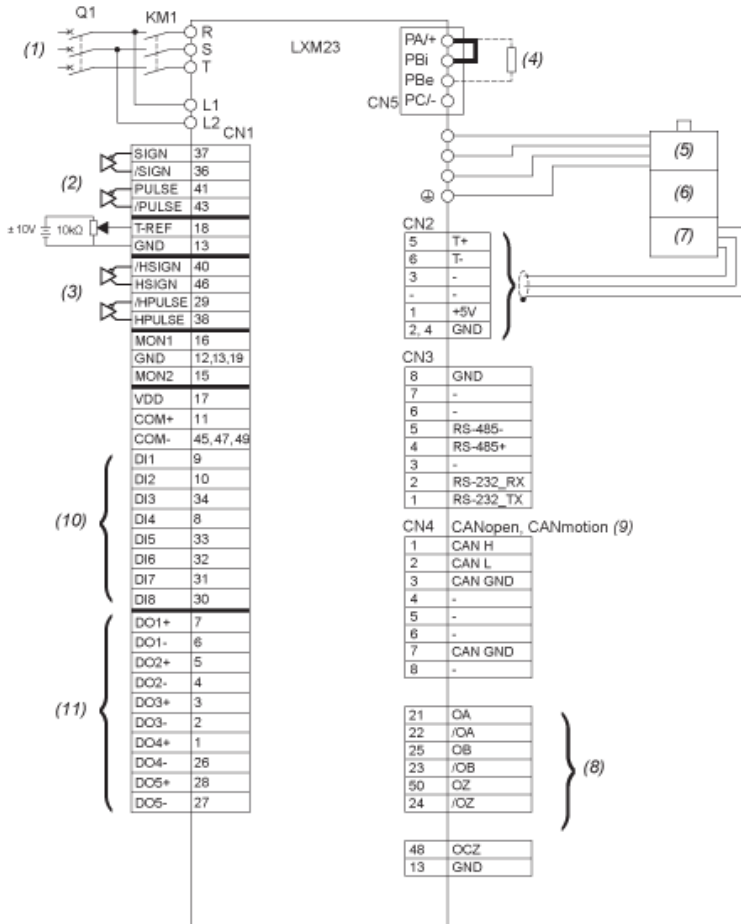 Q1
KM1
(1)
R
S
T
L1
L2
LXM23
PA/+
PBi
PBe
CN5 PC/-
(4)
(5)
(6)
(7)
CN1
SIGN 37
/SIGN 36
PULSE 41
/PULSE 43
(2)
± 10V 10kΩ
T-REF 18
GND 13
/HSIGN 40
HSIGN 46
/HPULSE 29
HPULSE 38
(3)
MON1 16
GND 12,13,19
MON2 15
VDD 17
COM+ 11
COM- 45,47,49
DI1 9
DI2 10
DI3 34
DI4 8
DI5 33
DI6 32
DI7 31
DI8 30
(10)
DO1+ 7
DO1- 6
DO2+ 5
DO2- 4
DO3+ 3
DO3- 2
DO4+ 1
DO4- 26
DO5+ 28
DO5- 27
(11)
CN2
5 T+
6 T-
3 -
- -
1 +5V
2, 4 GND
CN3
8 GND
7 -
6 -
5 RS-485-
4 RS-485+
3 -
2 RS-232_RX
1 RS-232_TX
CN4 CANopen, CANmotion (9)
1 CAN H
2 CAN L
3 CAN GND
4 -
5 -
6 -
7 CAN GND
8 -
21 OA
22 /OA
25 OB
23 /OB
50 OZ
24 /OZ
(8)
48 OCZ
13 GND